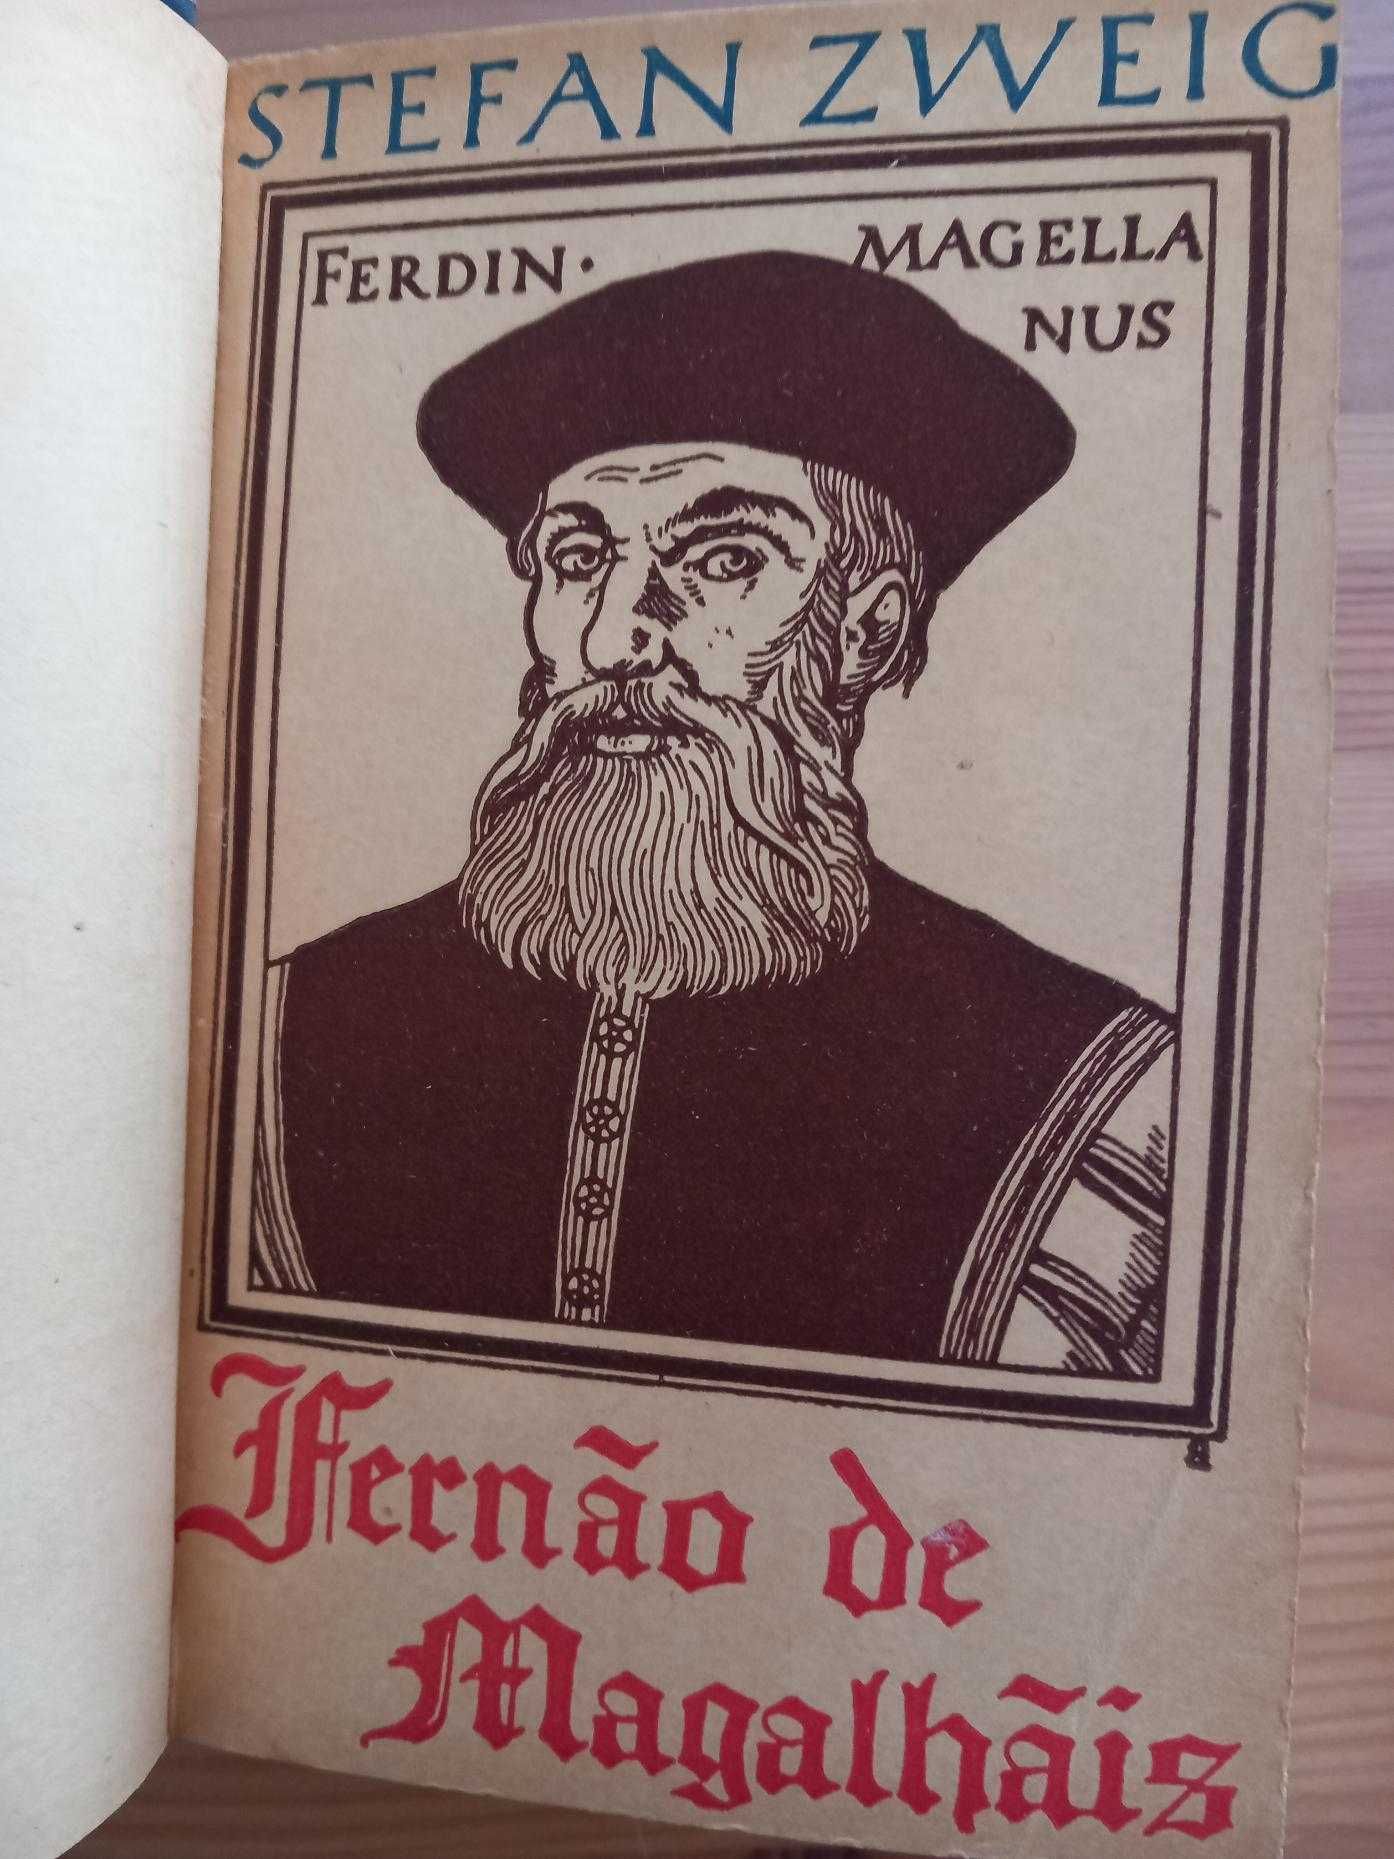 STEFAN ZWEIG
FERDIN· MAGELLA
NUS
Fernão de
Magalhãis